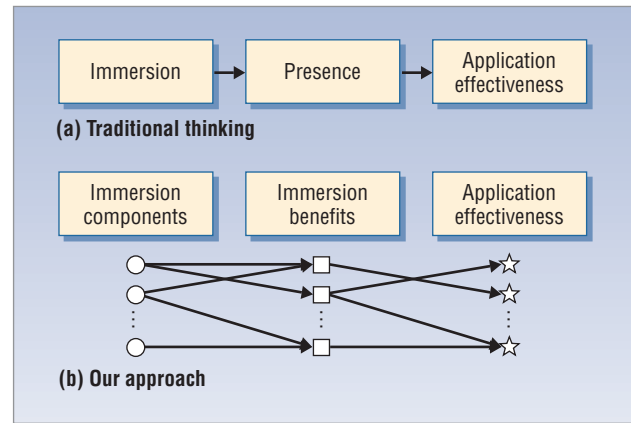 Immersion
Presence
Application
effectiveness
(a) Traditional thinking
Immersion
components
Immersion
benefits
Application
effectiveness
(b) Our approach